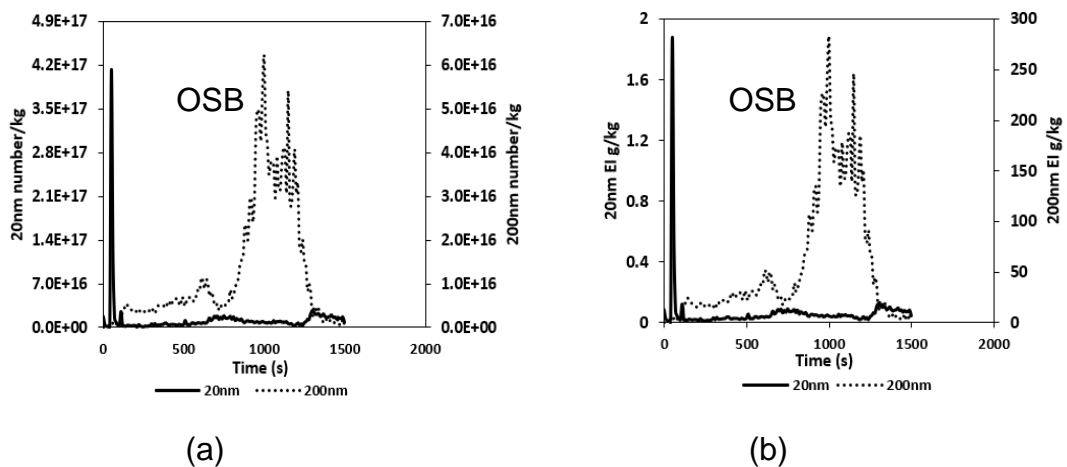 4.9E+17
4.2E+17
3.5E+17
2.8E+17
2.1E+17
1.4E+17
7.0E+16
0.0E+00
20nm number/kg
7.0E+16
6.0E+16
5.0E+16
4.0E+16
3.0E+16
2.0E+16
1.0E+16
0.0E+00
200nm number/kg
OSB
0 500 1000 1500 2000
Time (s)
20nm 200nm
(a)
2
1.6
1.2
0.8
0.4
0
20nm EI g/kg
300
250
200
150
100
50
0
200nm EI g/kg
OSB
0 500 1000 1500 2000
Time (s)
20nm 200nm
(b)